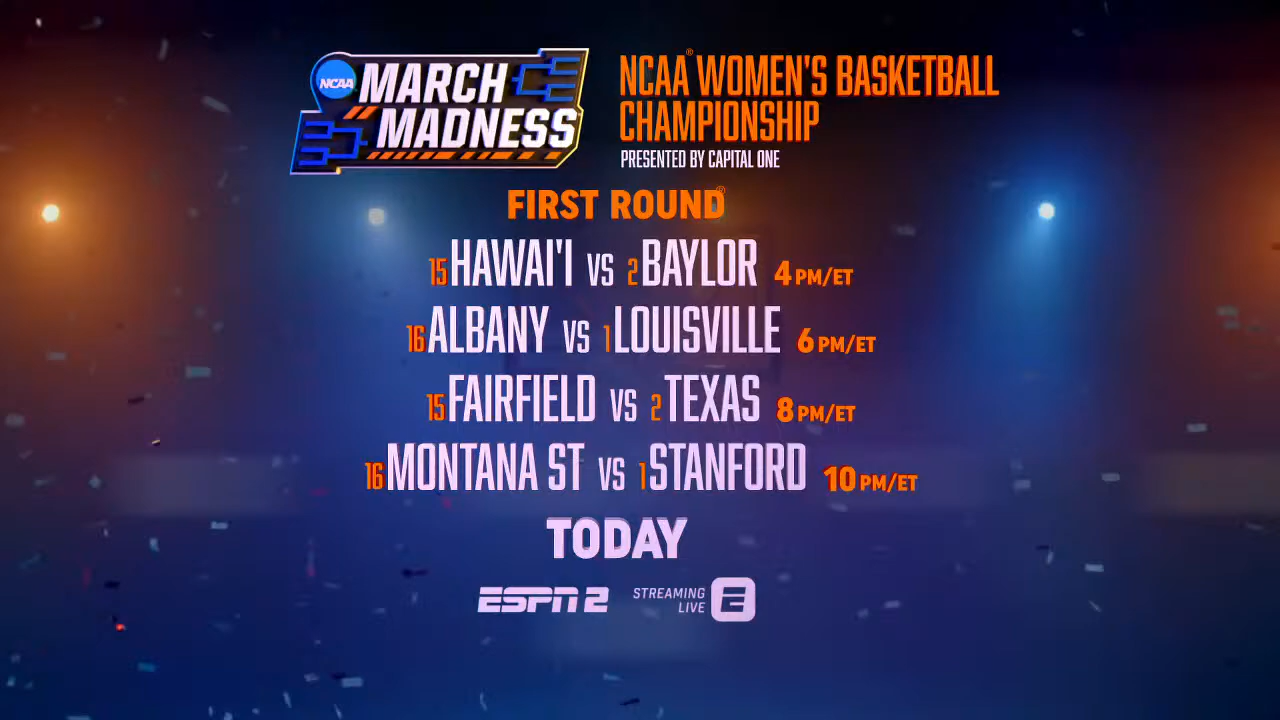 NCAA MARCH MADNESS
NCAA® WOMEN'S BASKETBALL
CHAMPIONSHIP
PRESENTED BY CAPITAL ONE
FIRST ROUND®
15 HAWAI'I VS 2 BAYLOR 4 PM/ET
16 ALBANY VS 1 LOUISVILLE 6 PM/ET
15 FAIRFIELD VS 2 TEXAS 8 PM/ET
16 MONTANA ST VS 1 STANFORD 10 PM/ET
TODAY
ESPN2 STREAMING LIVE E